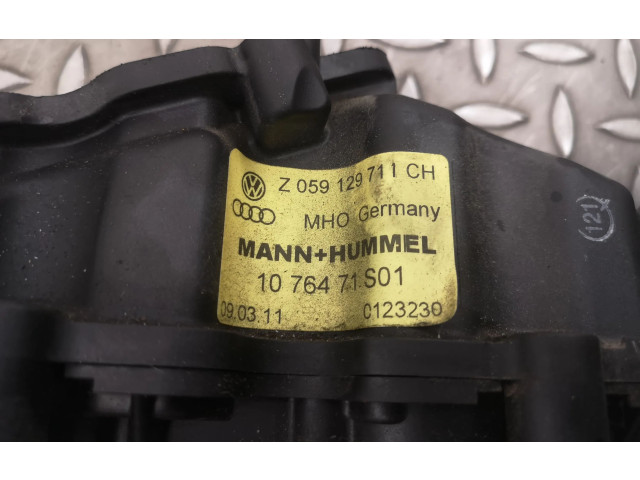 Z 059 129 711 CH
MHO Germany
MANN+HUMMEL
10 764 71 S01
09.03.11 0123230
121